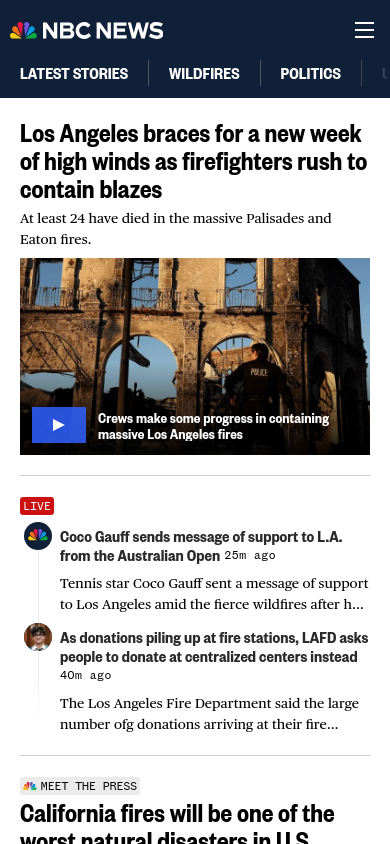 NBC NEWS
LATEST STORIES
WILDFIRES
POLITICS
Los Angeles braces for a new week
of high winds as firefighters rush to
contain blazes
At least 24 have died in the massive Palisades and
Eaton fires.
POLICE
Crews make some progress in containing
massive Los Angeles fires
LIVE
Coco Gauff sends message of support to L.A.
from the Australian Open 25m ago
Tennis star Coco Gauff sent a message of support
to Los Angeles amid the fierce wildfires after h...
As donations piling up at fire stations, LAFD asks
people to donate at centralized centers instead
40m ago
The Los Angeles Fire Department said the large
number ofg donations arriving at their fire...
MEET THE PRESS
California fires will be one of the
worst natural disasters in U.S.